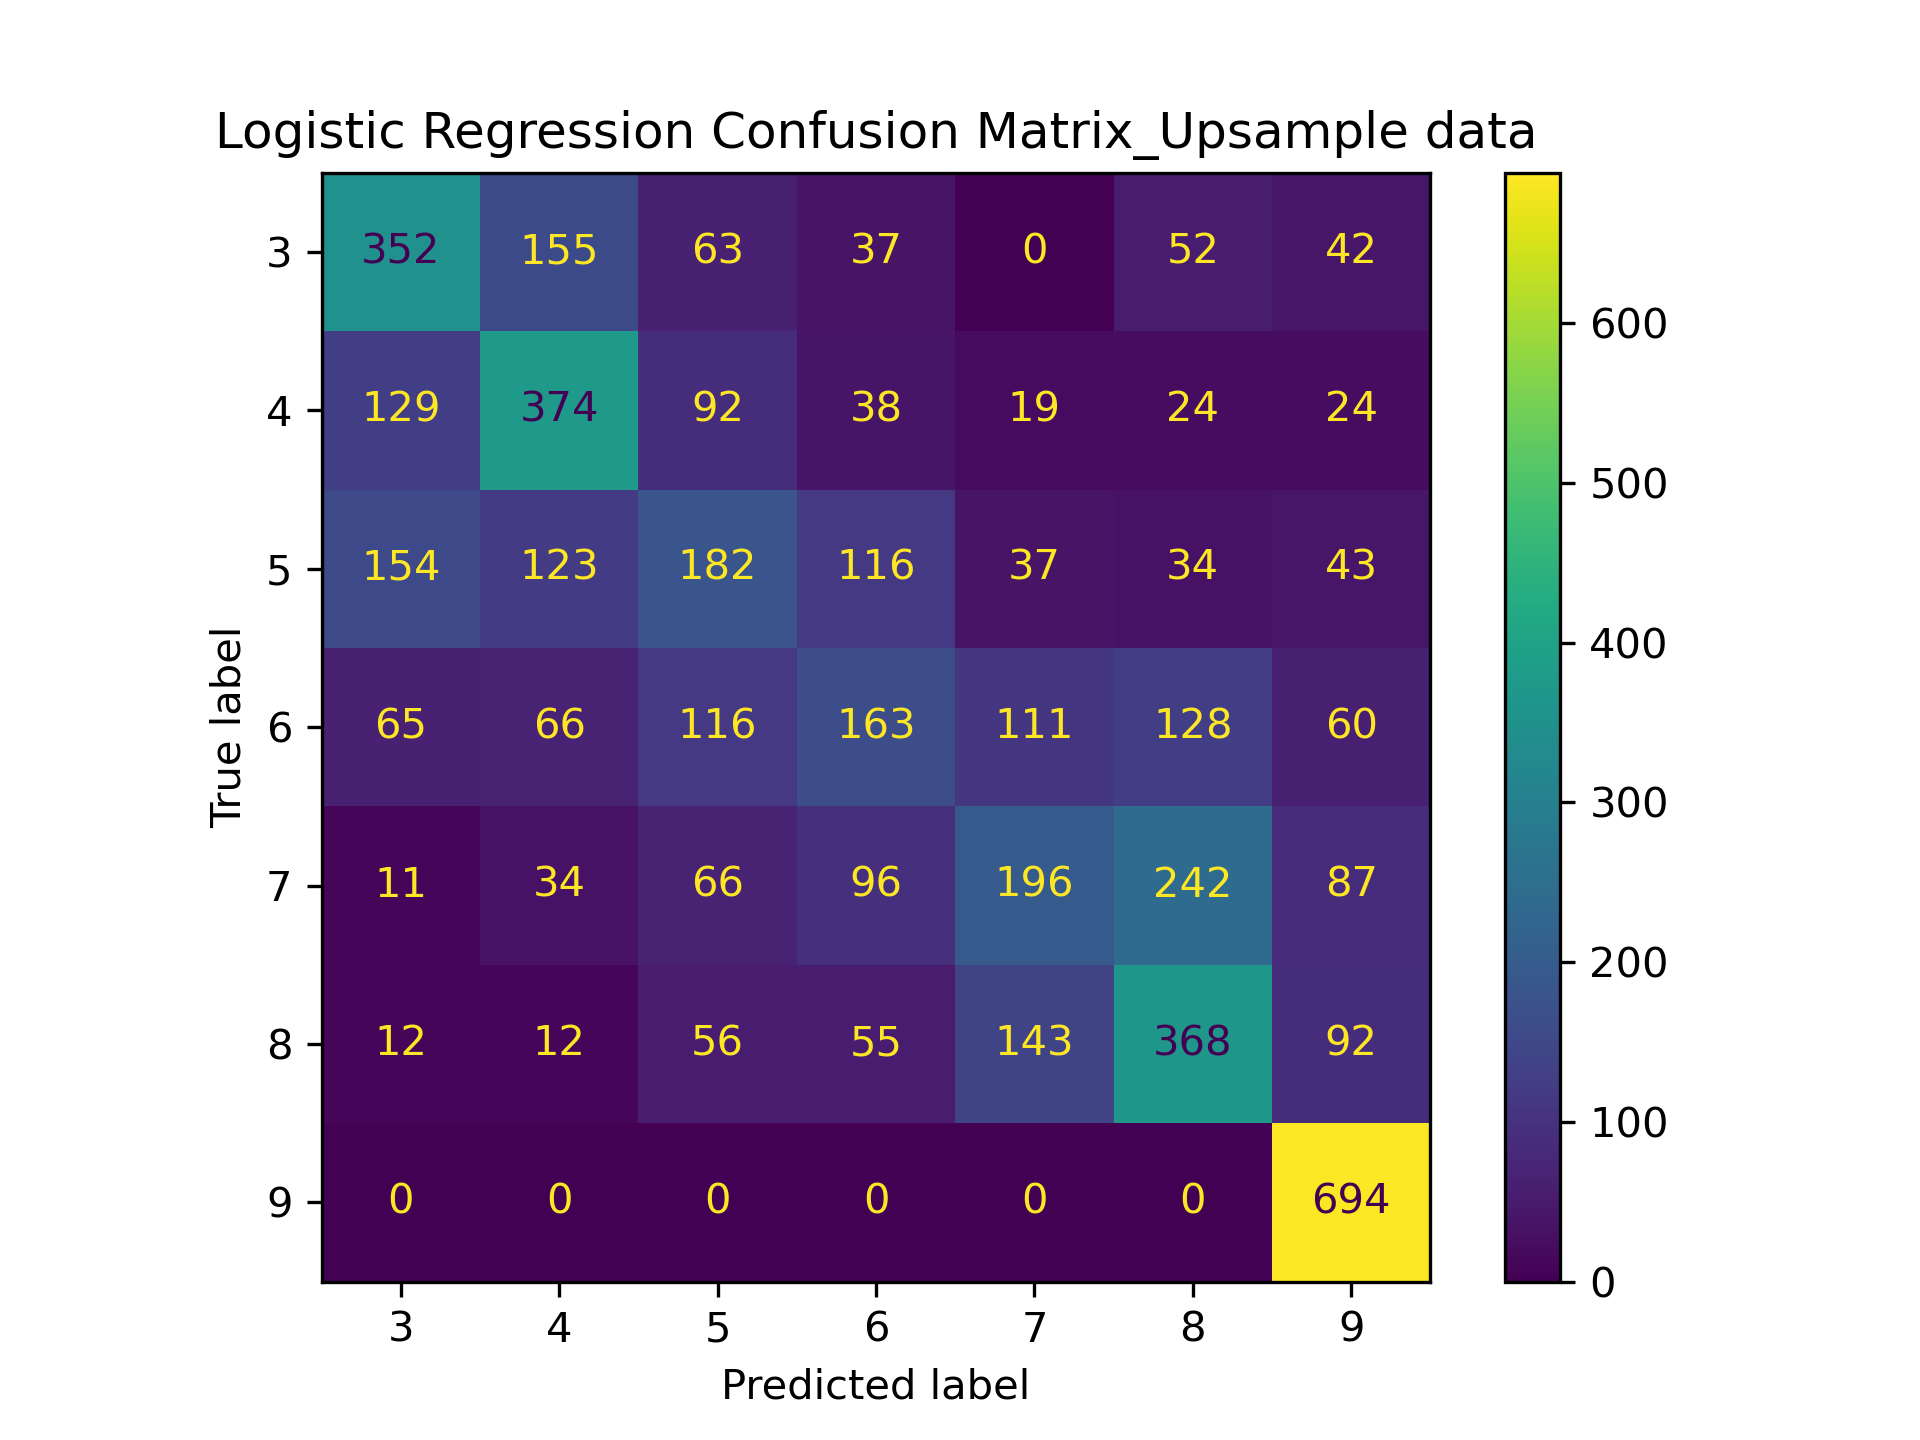 Logistic Regression Confusion Matrix_Upsample data
3 352 155 63 37 0 52 42
4 129 374 92 38 19 24 24
5 154 123 182 116 37 34 43
6 65 66 116 163 111 128 60
7 11 34 66 96 196 242 87
8 12 12 56 55 143 368 92
9 0 0 0 0 0 0 694
3 4 5 6 7 8 9
Predicted label
True label
600
500
400
300
200
100
0